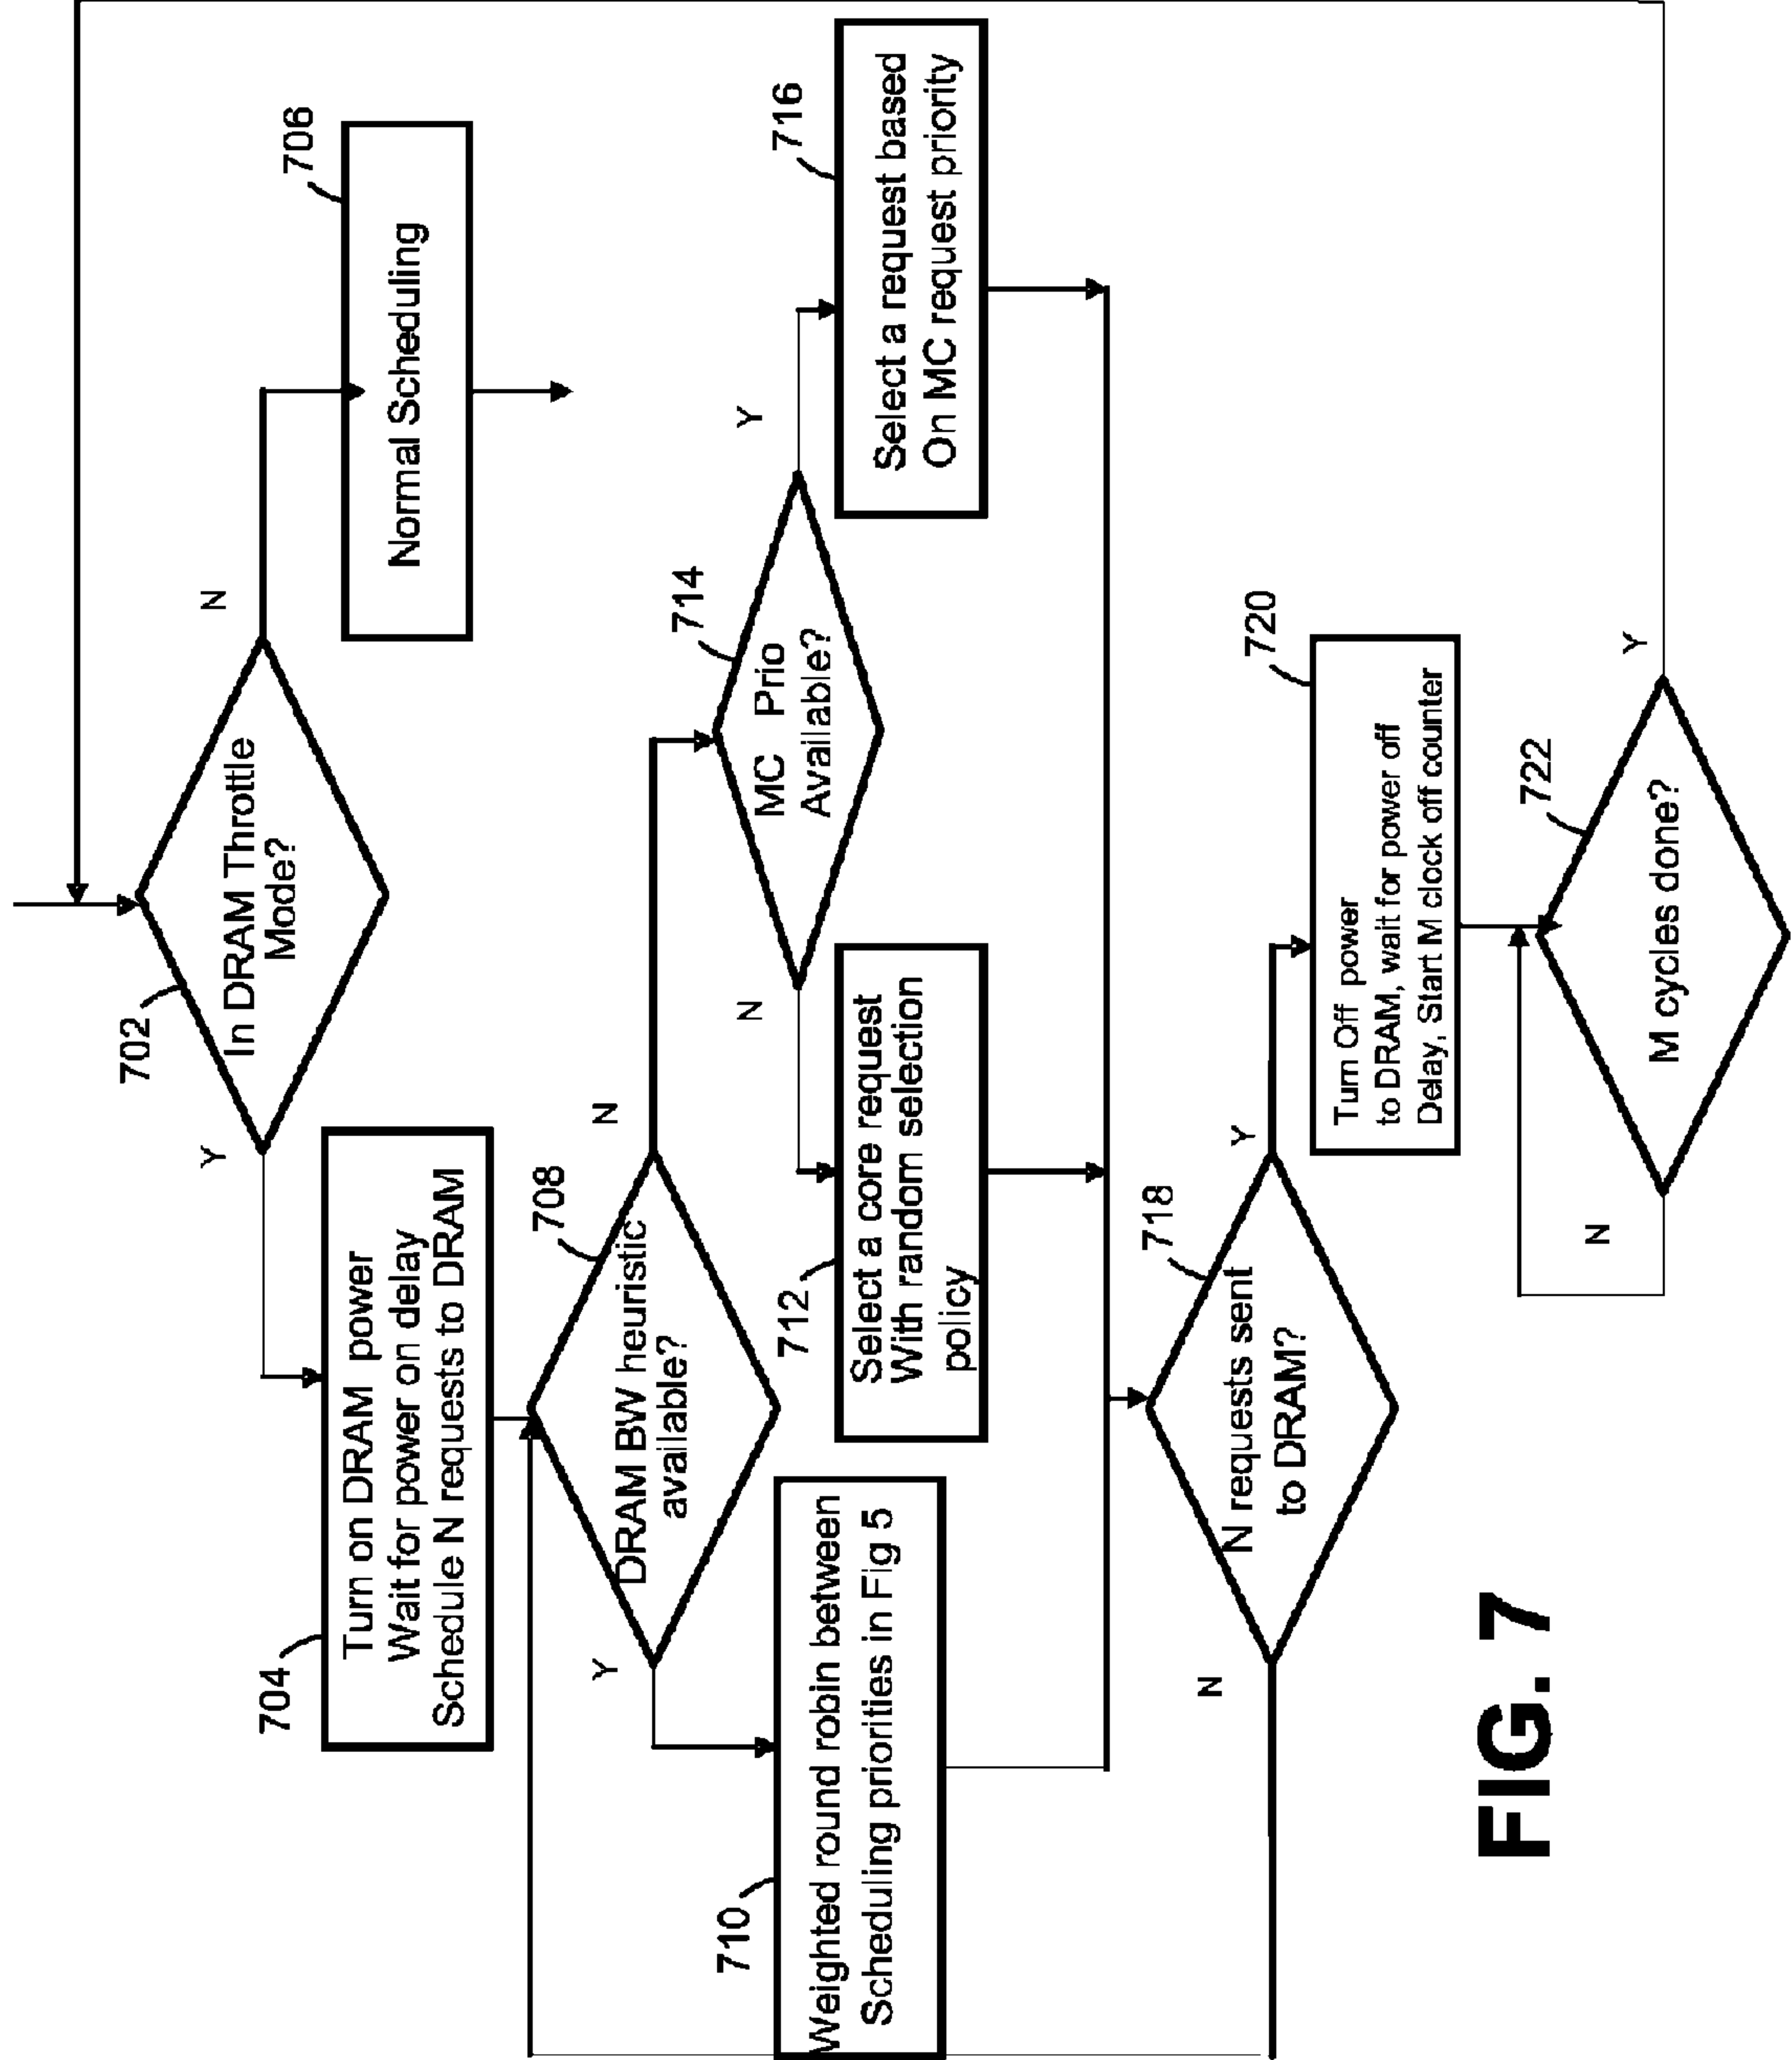 702
In DRAM Throttle
Mode?
Y
N
704
Turn on DRAM power
Wait for power on delay
Schedule N requests to DRAM
706
Normal Scheduling
708
DRAM BW heuristic
available?
Y
N
710
Weighted round robin between
Scheduling priorities in Fig 5
714
MC Prio
Available?
N
Y
712
Select a core request
With random selection
policy
716
Select a request based
On MC request priority
718
N requests sent
to DRAM?
N
Y
720
Turn Off power
to DRAM, wait for power off
Delay, Start M clock off counter
722
M cycles done?
N
Y
FIG. 7